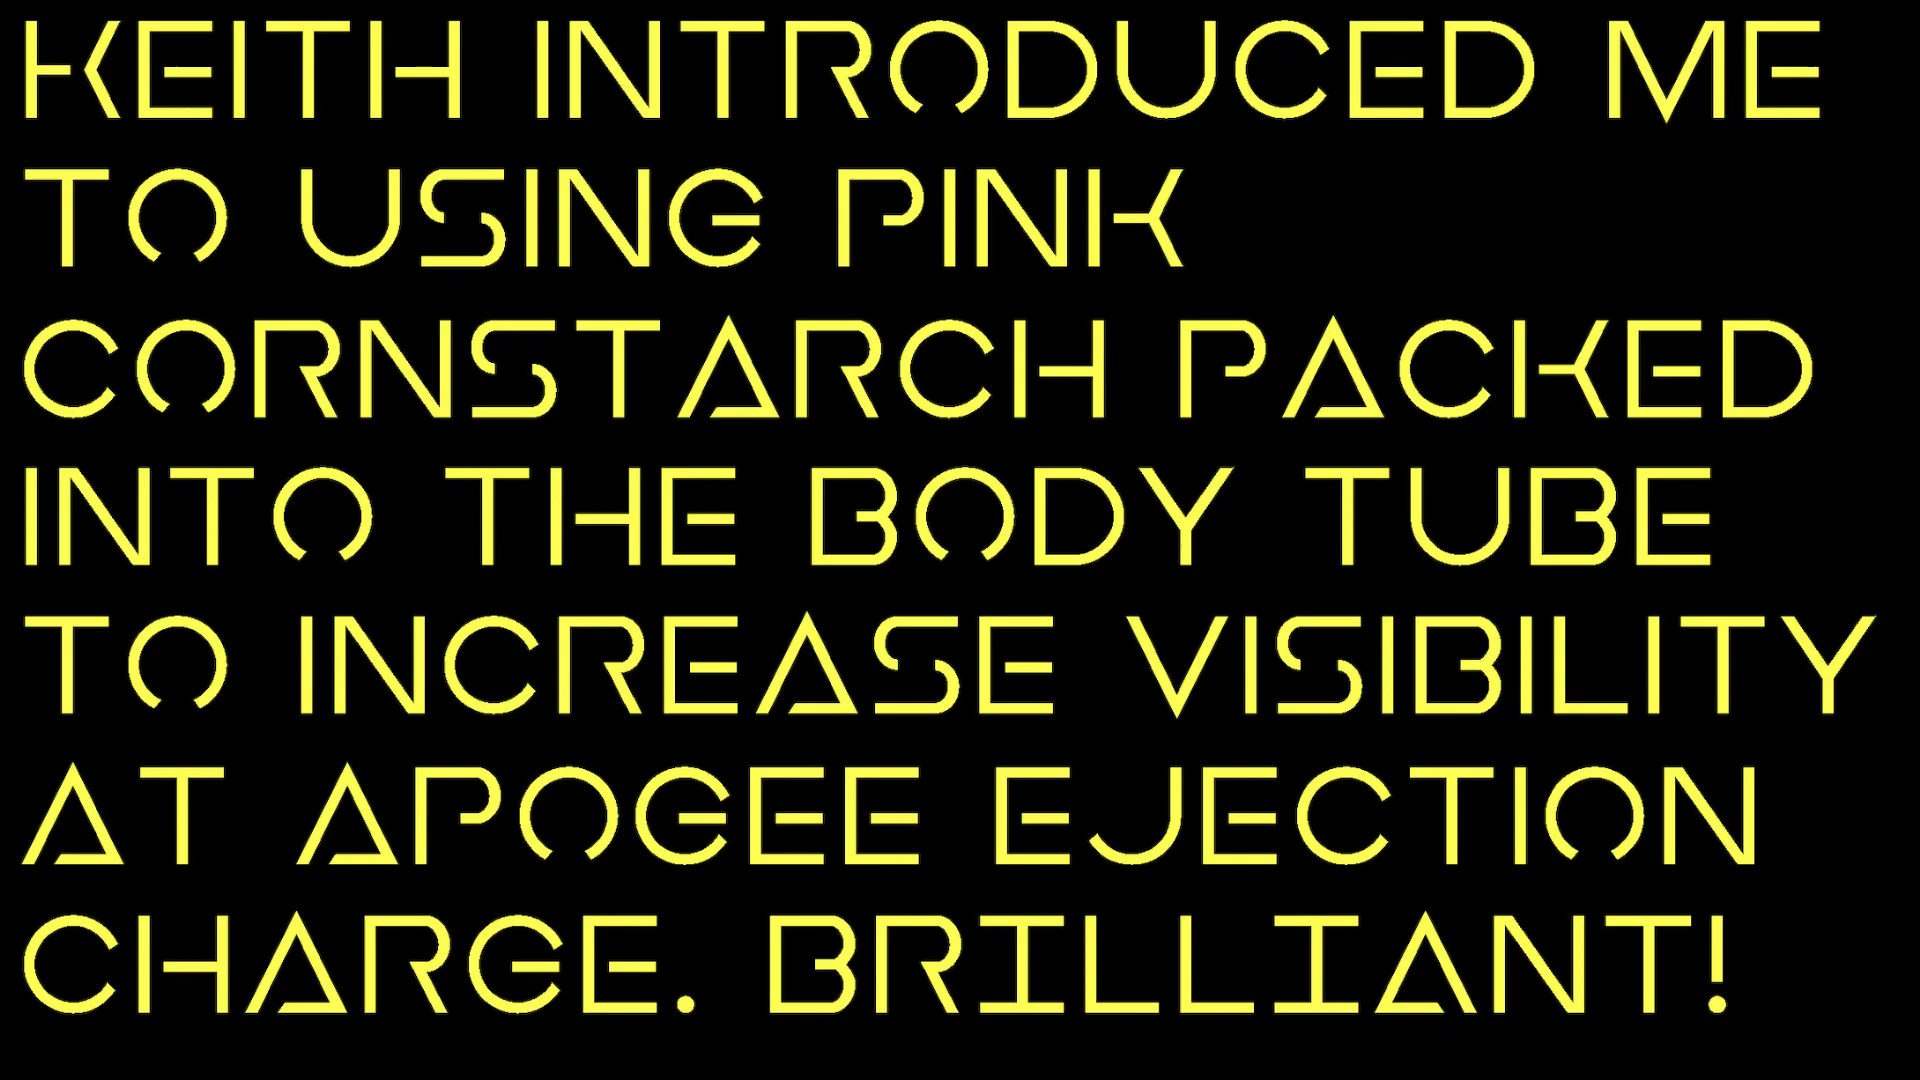 KEITH INTRODUCED ME
TO USING PINK
CORNSTARCH PACKED
INTO THE BODY TUBE
TO INCREASE VISIBILITY
AT APOGEE EJECTION
CHARGE. BRILLIANT!